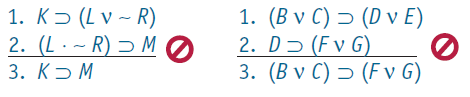 1. K ⊃ (L v ~ R)
2. (L · ~ R) ⊃ M
3. K ⊃ M
1. (B v C) ⊃ (D v E)
2. D ⊃ (F v G)
3. (B v C) ⊃ (F v G)